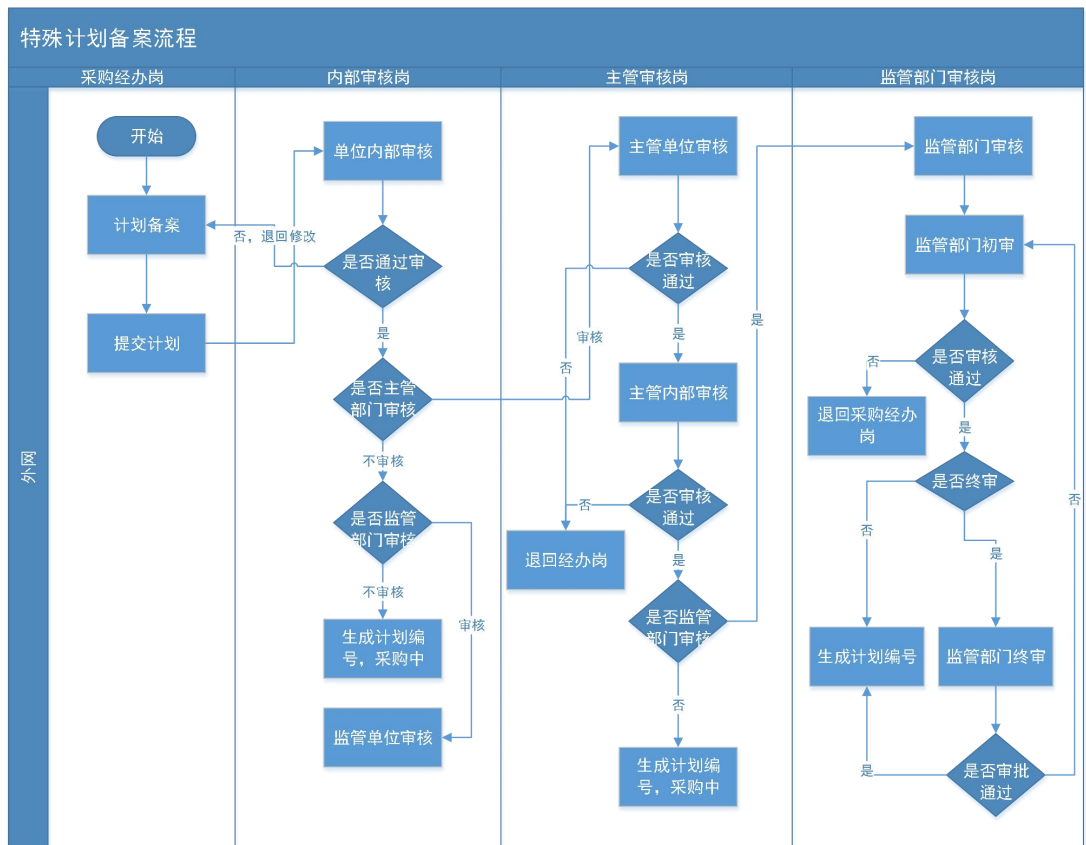 特殊计划备案流程
采购经办岗
内部审核岗
主管审核岗
监管部门审核岗
外网
开始
计划备案
提交计划
单位内部审核
否，退回修改
是否通过审
核
是
是否主管
部门审核
审核
不审核
是否监管
部门审核
不审核
审核
生成计划编
号，采购中
监管单位审核
主管单位审核
是否审核
通过
否
是
主管内部审核
是否审核
通过
否
退回经办岗
是
是否监管
部门审核
是
否
生成计划编
号，采购中
监管部门审核
监管部门初审
是否审核
通过
否
退回采购经办
岗
是
是否终审
否
是
生成计划编号
监管部门终审
是否审批
通过
是
否